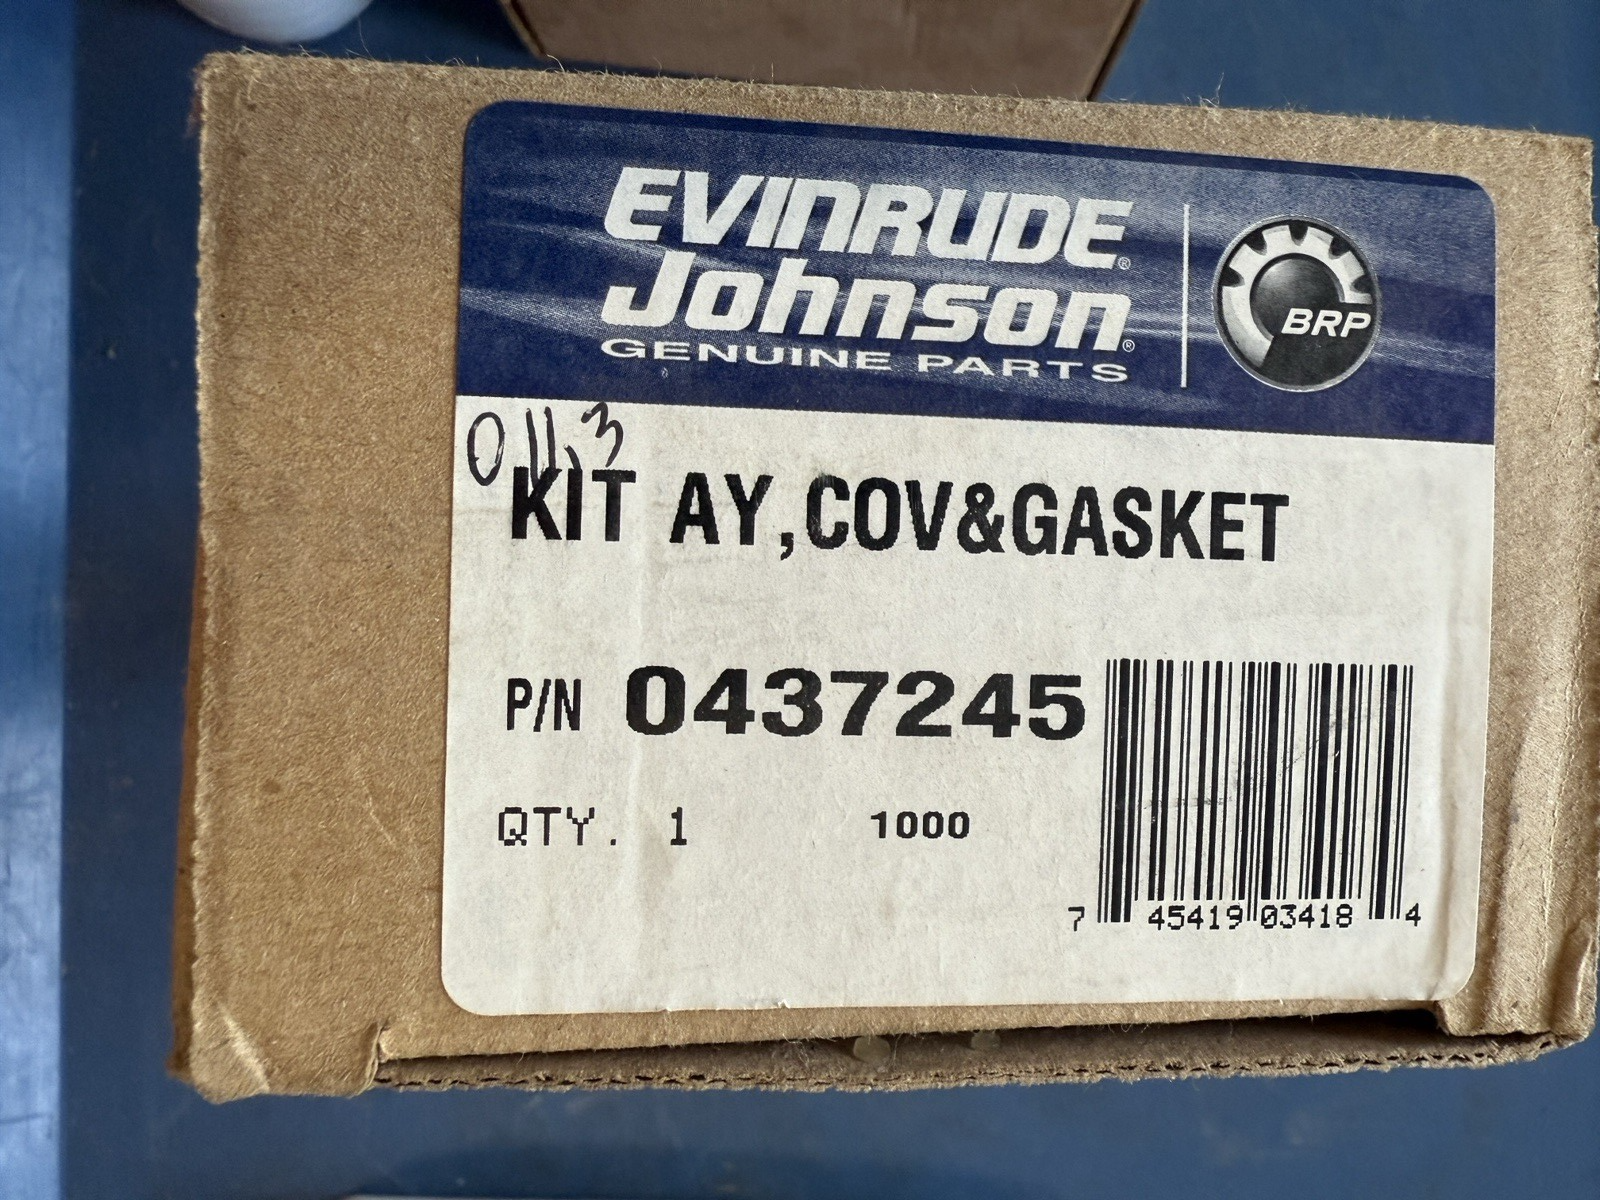 EVINRUDE®
Johnson®
GENUINE PARTS
BRP
011,3
KIT AY,COV&GASKET
P/N 0437245
QTY. 1 1000
7 45419 03418 4